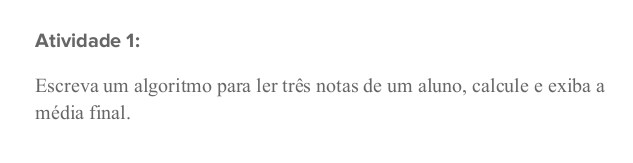 Atividade 1:
Escreva um algoritmo para ler três notas de um aluno, calcule e exiba a
média final.